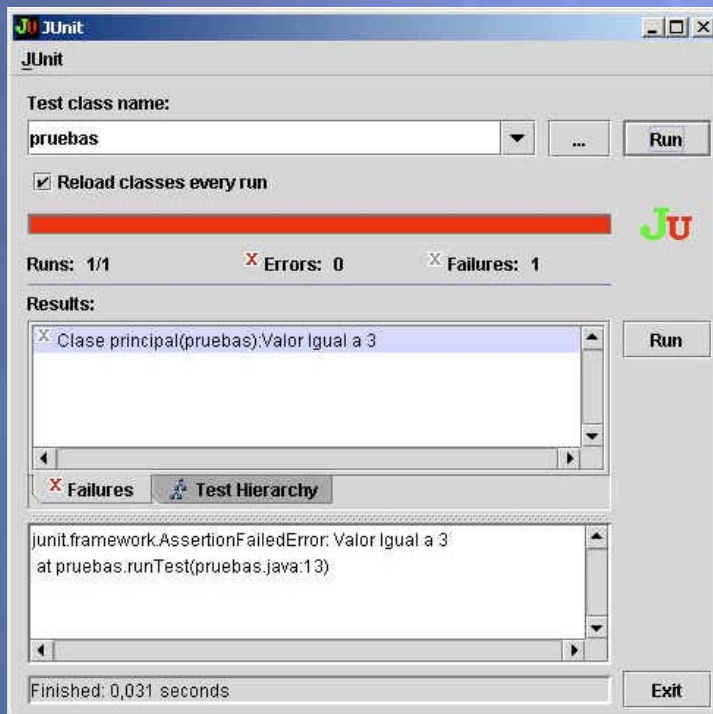 JU JUnit
JUnit
Test class name:
pruebas
...
Run
Reload classes every run
JU
Runs: 1/1
X Errors: 0
X Failures: 1
Results:
X Clase principal(pruebas):Valor Igual a 3
Run
X Failures
Test Hierarchy
junit.framework.AssertionFailedError: Valor Igual a 3
at pruebas.runTest(pruebas.java:13)
Finished: 0,031 seconds
Exit